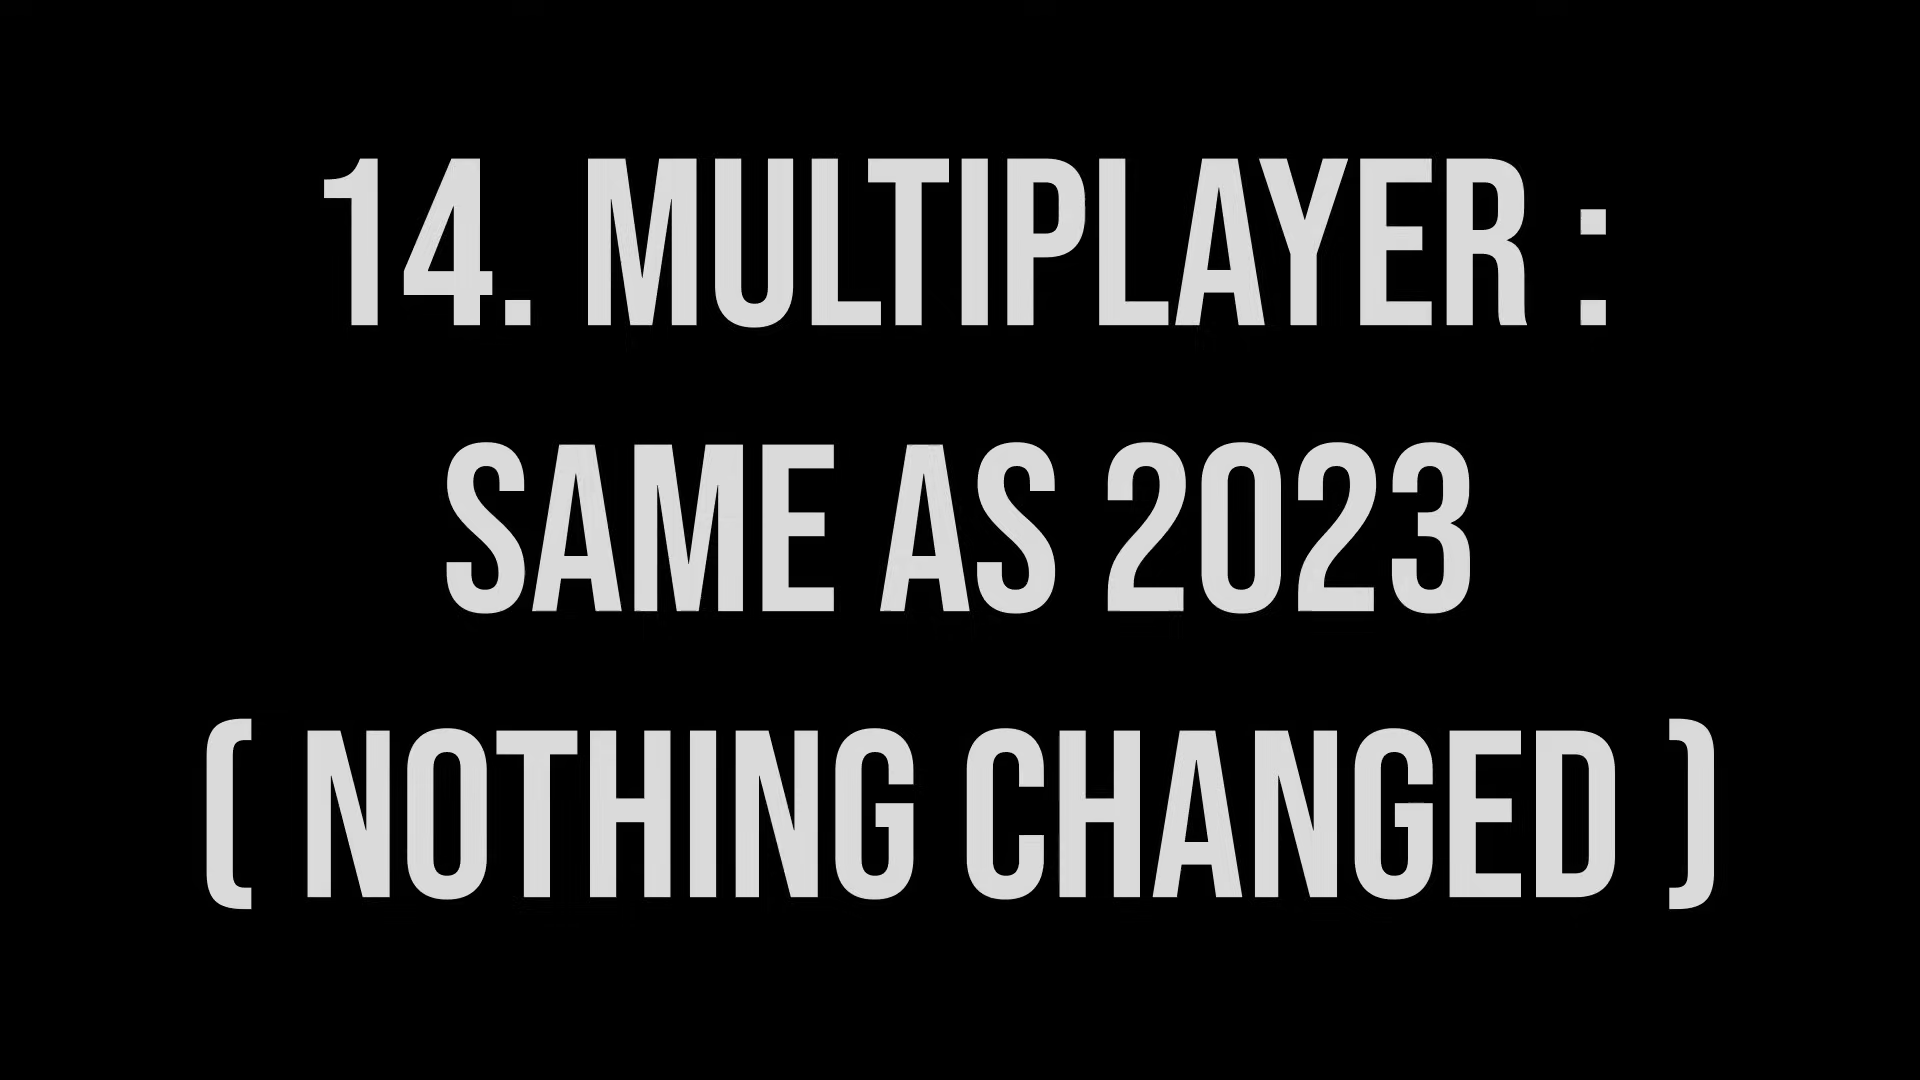 14. MULTIPLAYER :
SAME AS 2023
( NOTHING CHANGED )